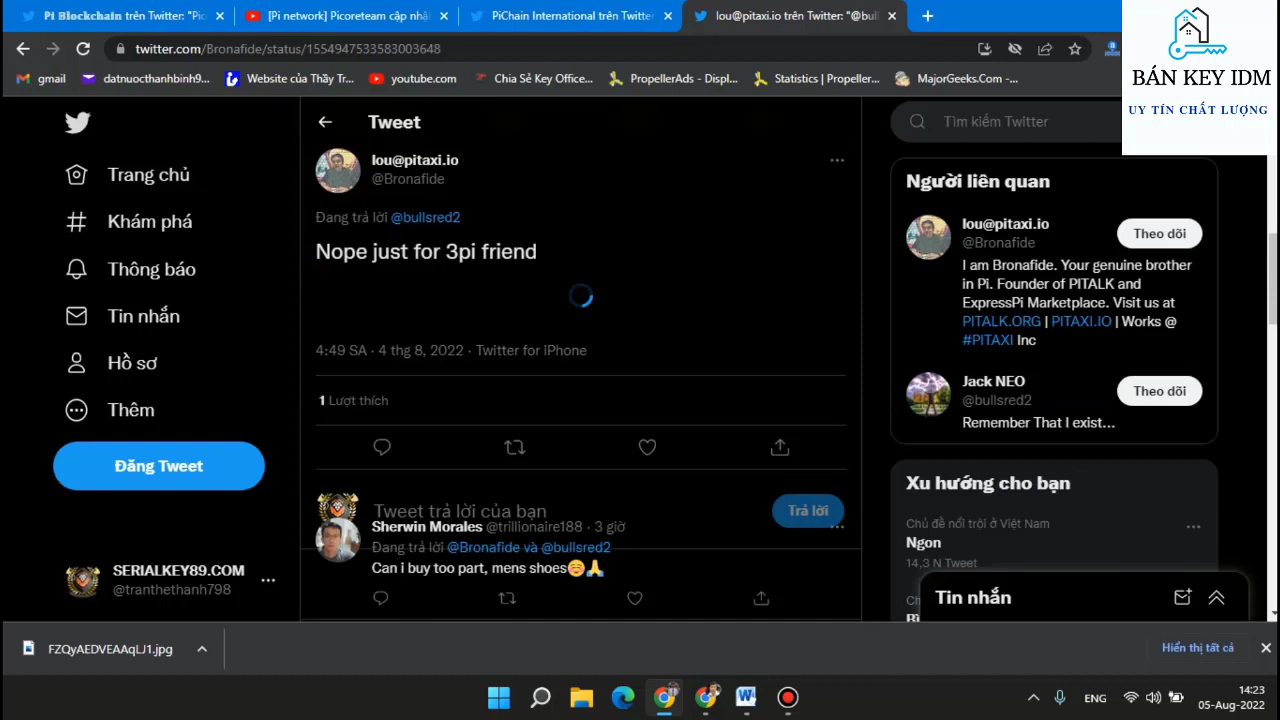 Pi Blockchain trên Twitter: "Pic
[Pi network] Picoreteam cập nhậ
PiChain International trên Twitter
lou@pitaxi.io trên Twitter: "@bul
twitter.com/Bronafide/status/1554947533583003648
gmail
datnuocthanhbinh9...
Website của Thầy Tr...
youtube.com
Chia Sẻ Key Office...
PropellerAds - Displ...
Statistics | Propeller...
MajorGeeks.Com -...
BÁN KEY IDM
UY TÍN CHẤT LƯỢNG
Trang chủ
Khám phá
Thông báo
Tin nhắn
Hồ sơ
Thêm
Đăng Tweet
SERIALKEY89.COM
@tranthethanh798
Tweet
lou@pitaxi.io
@Bronafide
Đang trả lời @bullsred2
Nope just for 3pi friend
4:49 SA · 4 thg 8, 2022 · Twitter for iPhone
1 Lượt thích
Tweet trả lời của bạn
Trả lời
Sherwin Morales @trillionaire188 · 3 giờ
Đang trả lời @Bronafide và @bullsred2
Can i buy too part, mens shoes☺️🙏
Tìm kiếm Twitter
Người liên quan
lou@pitaxi.io
@Bronafide
Theo dõi
I am Bronafide. Your genuine brother
in Pi. Founder of PITALK and
ExpressPi Marketplace. Visit us at
PITALK.ORG | PITAXI.IO | Works @
#PITAXI Inc
Jack NEO
@bullsred2
Theo dõi
Remember That I exist...
Xu hướng cho bạn
Chủ đề nổi trội ở Việt Nam
Ngon
14,3 N Tweet
Tin nhắn
FZQyAEDVEAAqLJ1.jpg
Hiển thị tất cả
ENG
14:23
05-Aug-2022